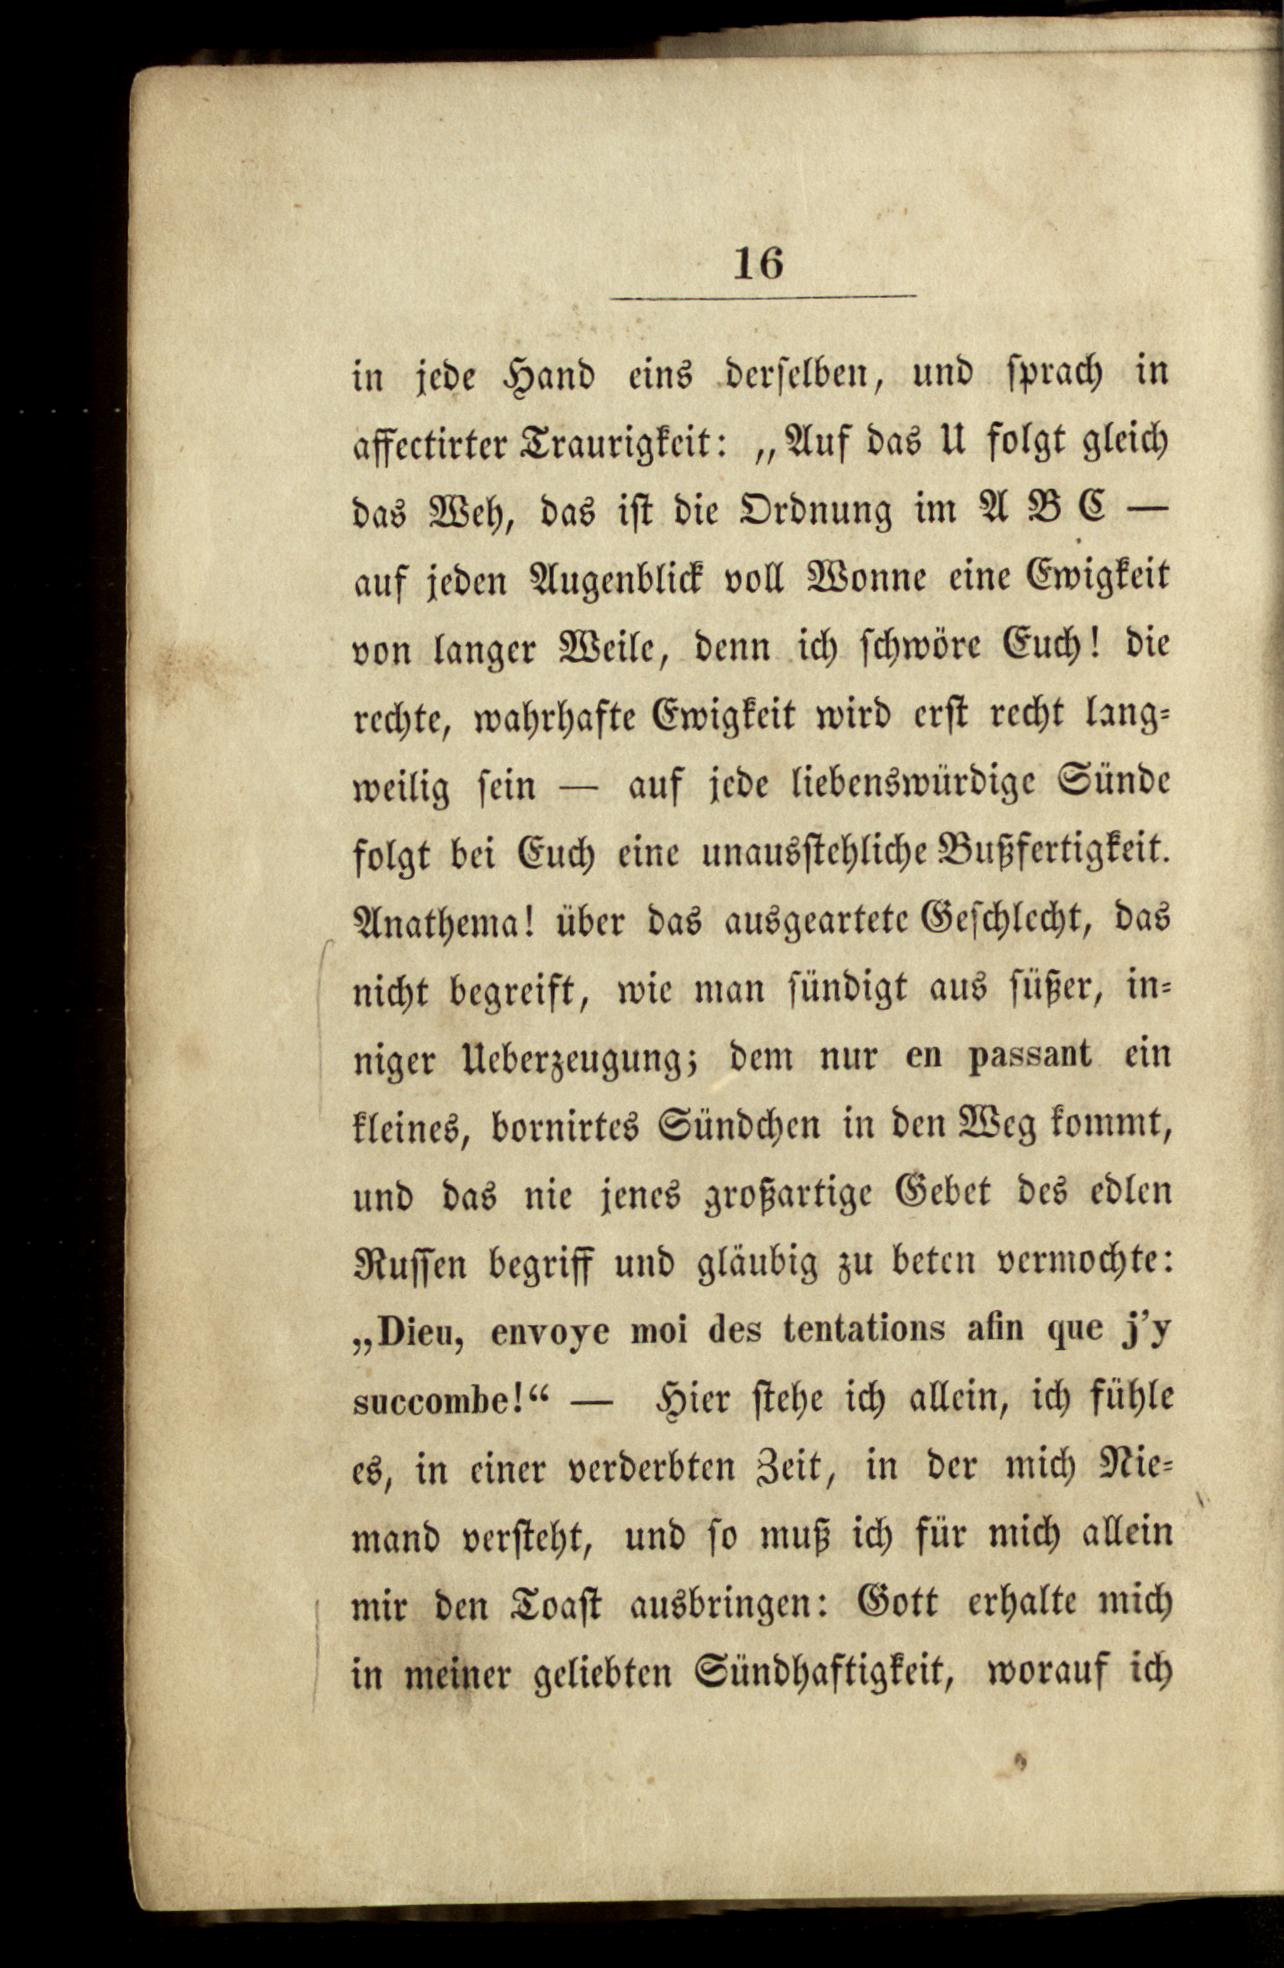 16
in jede Hand eins derselben, und sprach in
affectirter Traurigkeit: „Auf das U folgt gleich
das Weh, das ist die Ordnung im A B C —
auf jeden Augenblick voll Wonne eine Ewigkeit
von langer Weile, denn ich schwöre Euch! die
rechte, wahrhafte Ewigkeit wird erst recht lang-
weilig sein — auf jede liebenswürdige Sünde
folgt bei Euch eine unausstehliche Bußfertigkeit.
Anathema! über das ausgeartete Geschlecht, das
nicht begreift, wie man sündigt aus süßer, in-
niger Ueberzeugung; dem nur en passant ein
kleines, bornirtes Sündchen in den Weg kommt,
und das nie jenes großartige Gebet des edlen
Russen begriff und gläubig zu beten vermochte:
„Dieu, envoye moi des tentations afin que j'y
succombe!“ — Hier stehe ich allein, ich fühle
es, in einer verderbten Zeit, in der mich Nie-
mand versteht, und so muß ich für mich allein
mir den Toast ausbringen: Gott erhalte mich
in meiner geliebten Sündhaftigkeit, worauf ich